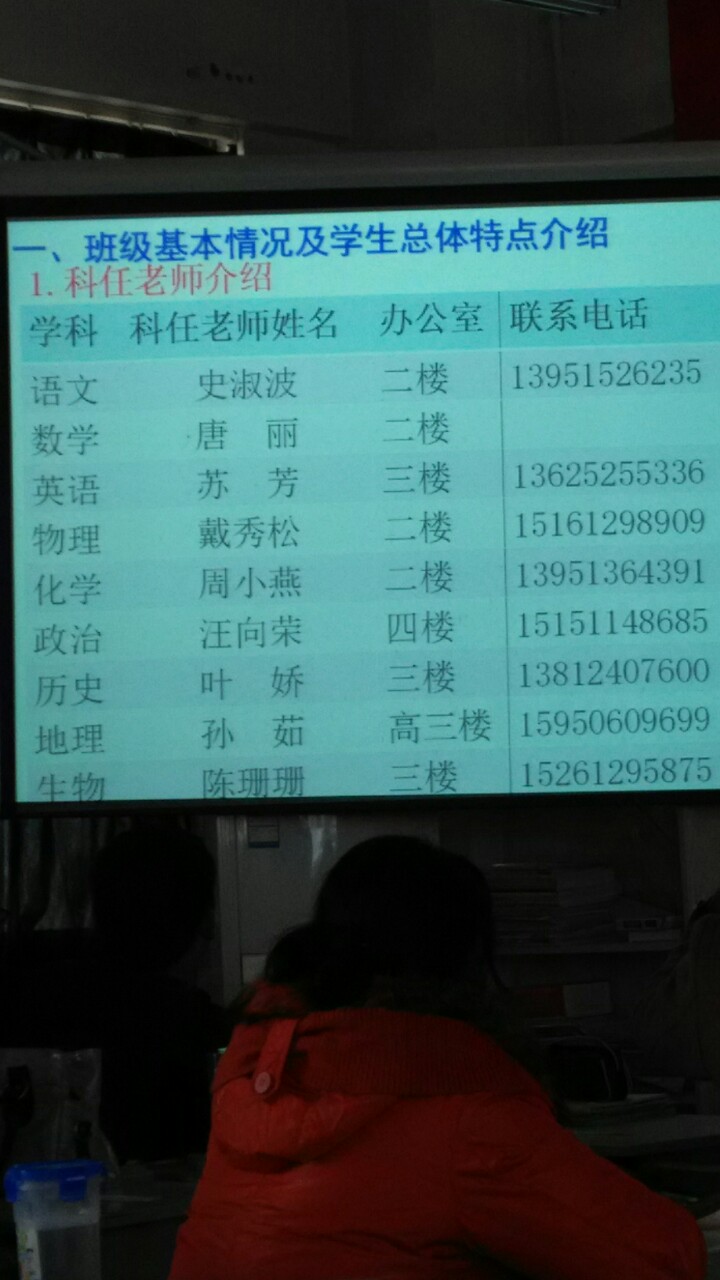 一、班级基本情况及学生总体特点介绍
1. 科任老师介绍
学科 科任老师姓名 办公室 联系电话
语文 史淑波 二楼 13951526235
数学 唐 丽 二楼
英语 苏 芳 三楼 13625255336
物理 戴秀松 二楼 15161298909
化学 周小燕 二楼 13951364391
政治 汪向荣 四楼 15151148685
历史 叶 娇 三楼 13812407600
地理 孙 茹 高三楼 15950609699
生物 陈珊珊 三楼 15261295875